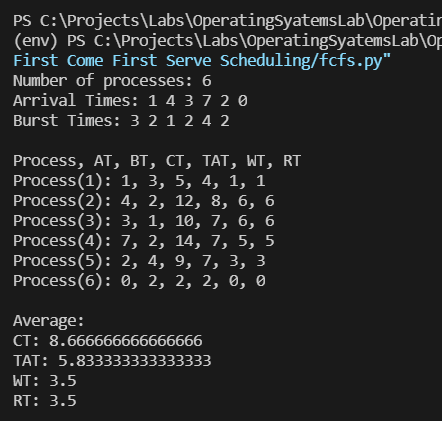 PS C:\Projects\Labs\OperatingSyatemsLab\Operatin
(env) PS C:\Projects\Labs\OperatingSyatemsLab\Op
First Come First Serve Scheduling/fcfs.py"
Number of processes: 6
Arrival Times: 1 4 3 7 2 0
Burst Times: 3 2 1 2 4 2
Process, AT, BT, CT, TAT, WT, RT
Process(1): 1, 3, 5, 4, 1, 1
Process(2): 4, 2, 12, 8, 6, 6
Process(3): 3, 1, 10, 7, 6, 6
Process(4): 7, 2, 14, 7, 5, 5
Process(5): 2, 4, 9, 7, 3, 3
Process(6): 0, 2, 2, 2, 0, 0
Average:
CT: 8.666666666666666
TAT: 5.833333333333333
WT: 3.5
RT: 3.5